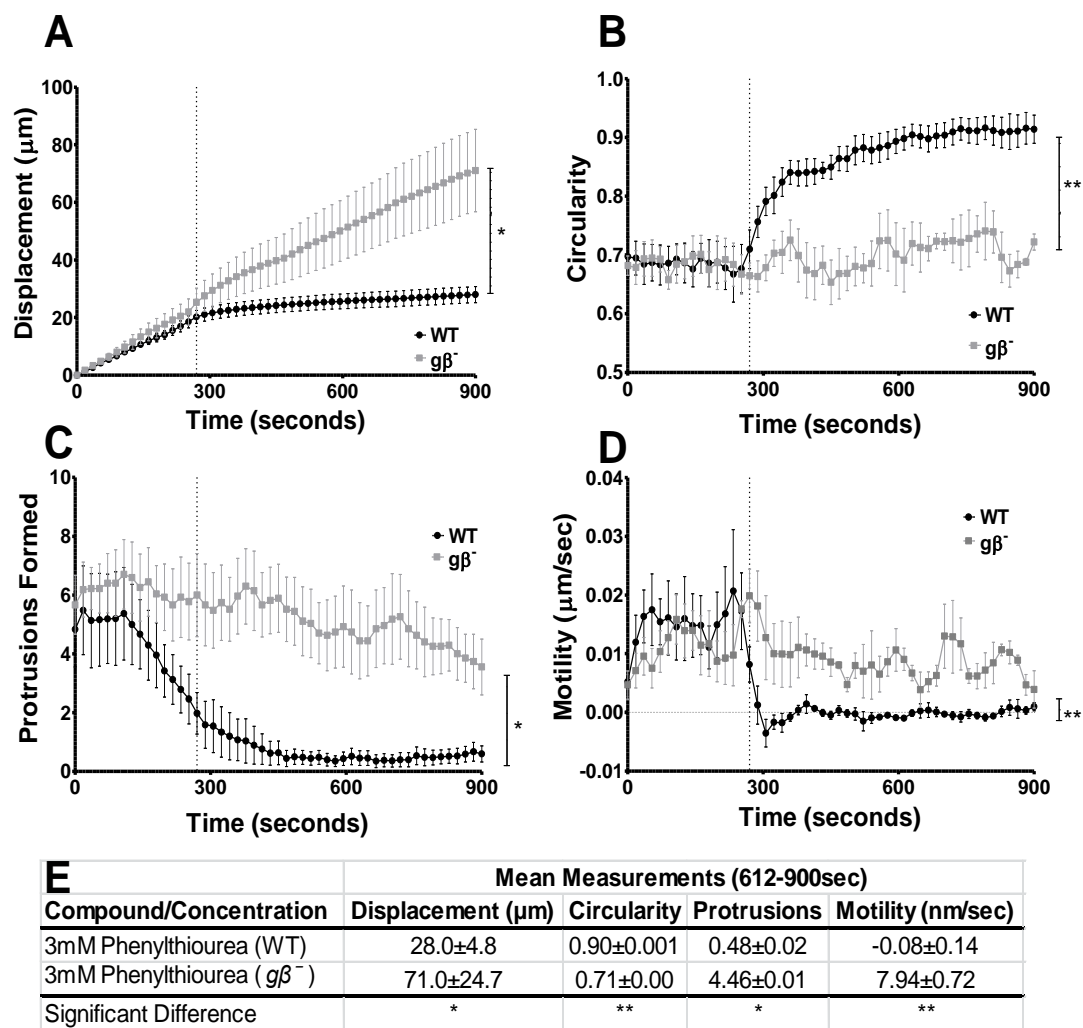 A
Displacement (µm)
100
80
60
40
20
0
0 300 600 900
Time (seconds)
WT
gβ⁻
*
B
Circularity
1.0
0.9
0.8
0.7
0.6
0.5
0 300 600 900
Time (seconds)
WT
gβ⁻
**
C
Protrusions Formed
10
8
6
4
2
0
0 300 600 900
Time (seconds)
WT
gβ⁻
*
D
Motility (µm/sec)
0.04
0.03
0.02
0.01
0.00
-0.01
0 300 600 900
Time (seconds)
WT
gβ⁻
**
E
Mean Measurements (612-900sec)
Compound/Concentration Displacement (µm) Circularity Protrusions Motility (nm/sec)
3mM Phenylthiourea (WT) 28.0±4.8 0.90±0.001 0.48±0.02 -0.08±0.14
3mM Phenylthiourea ( gβ⁻ ) 71.0±24.7 0.71±0.00 4.46±0.01 7.94±0.72
Significant Difference * ** * **